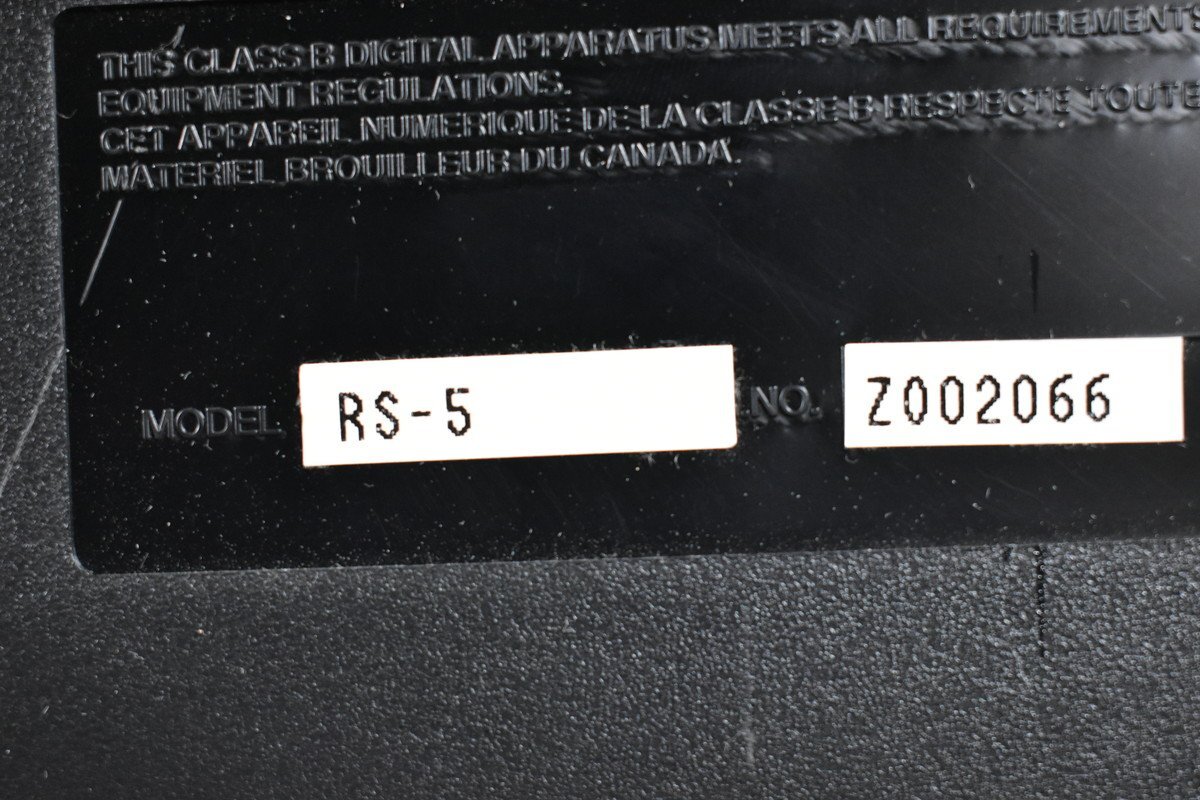 THIS CLASS B DIGITAL APPARATUS MEETS ALL REQUIREMENTS
EQUIPMENT REGULATIONS.
CET APPAREIL NUMERIQUE DE LA CLASSE B RESPECTE TOUTE
MATERIEL BROUILLEUR DU CANADA.
MODEL RS-5 NO. Z002066